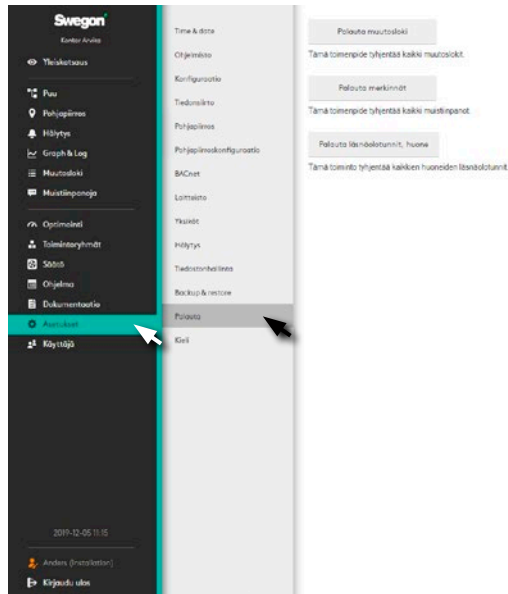 Swegon
Kontor Arvika
Yleiskatsaus
Puu
Pohjapiirros
Hälytys
Graph & Log
Muutosloki
Muistiinpanoja
Optimointi
Toimintoryhmät
Säätö
Ohjelma
Dokumentaatio
Asetukset
Käyttäjä
2019-12-05 11:15
Anders (Installation)
Kirjaudu ulos
Time & date
Ohjelmisto
Konfiguraatio
Tiedonsiirto
Pohjapiirros
Pohjapiirroskonfiguraatio
BACnet
Laitteisto
Yksiköt
Hälytys
Tiedostonhallinta
Backup & restore
Palauta
Kieli
Palauta muutosloki
Tämä toimenpide tyhjentää kaikki muutoslokit.
Palauta merkinnät
Tämä toimenpide tyhjentää kaikki muistiinpanot.
Palauta läsnäolotunnit, huone
Tämä toiminto tyhjentää kaikkien huoneiden läsnäolotunnit